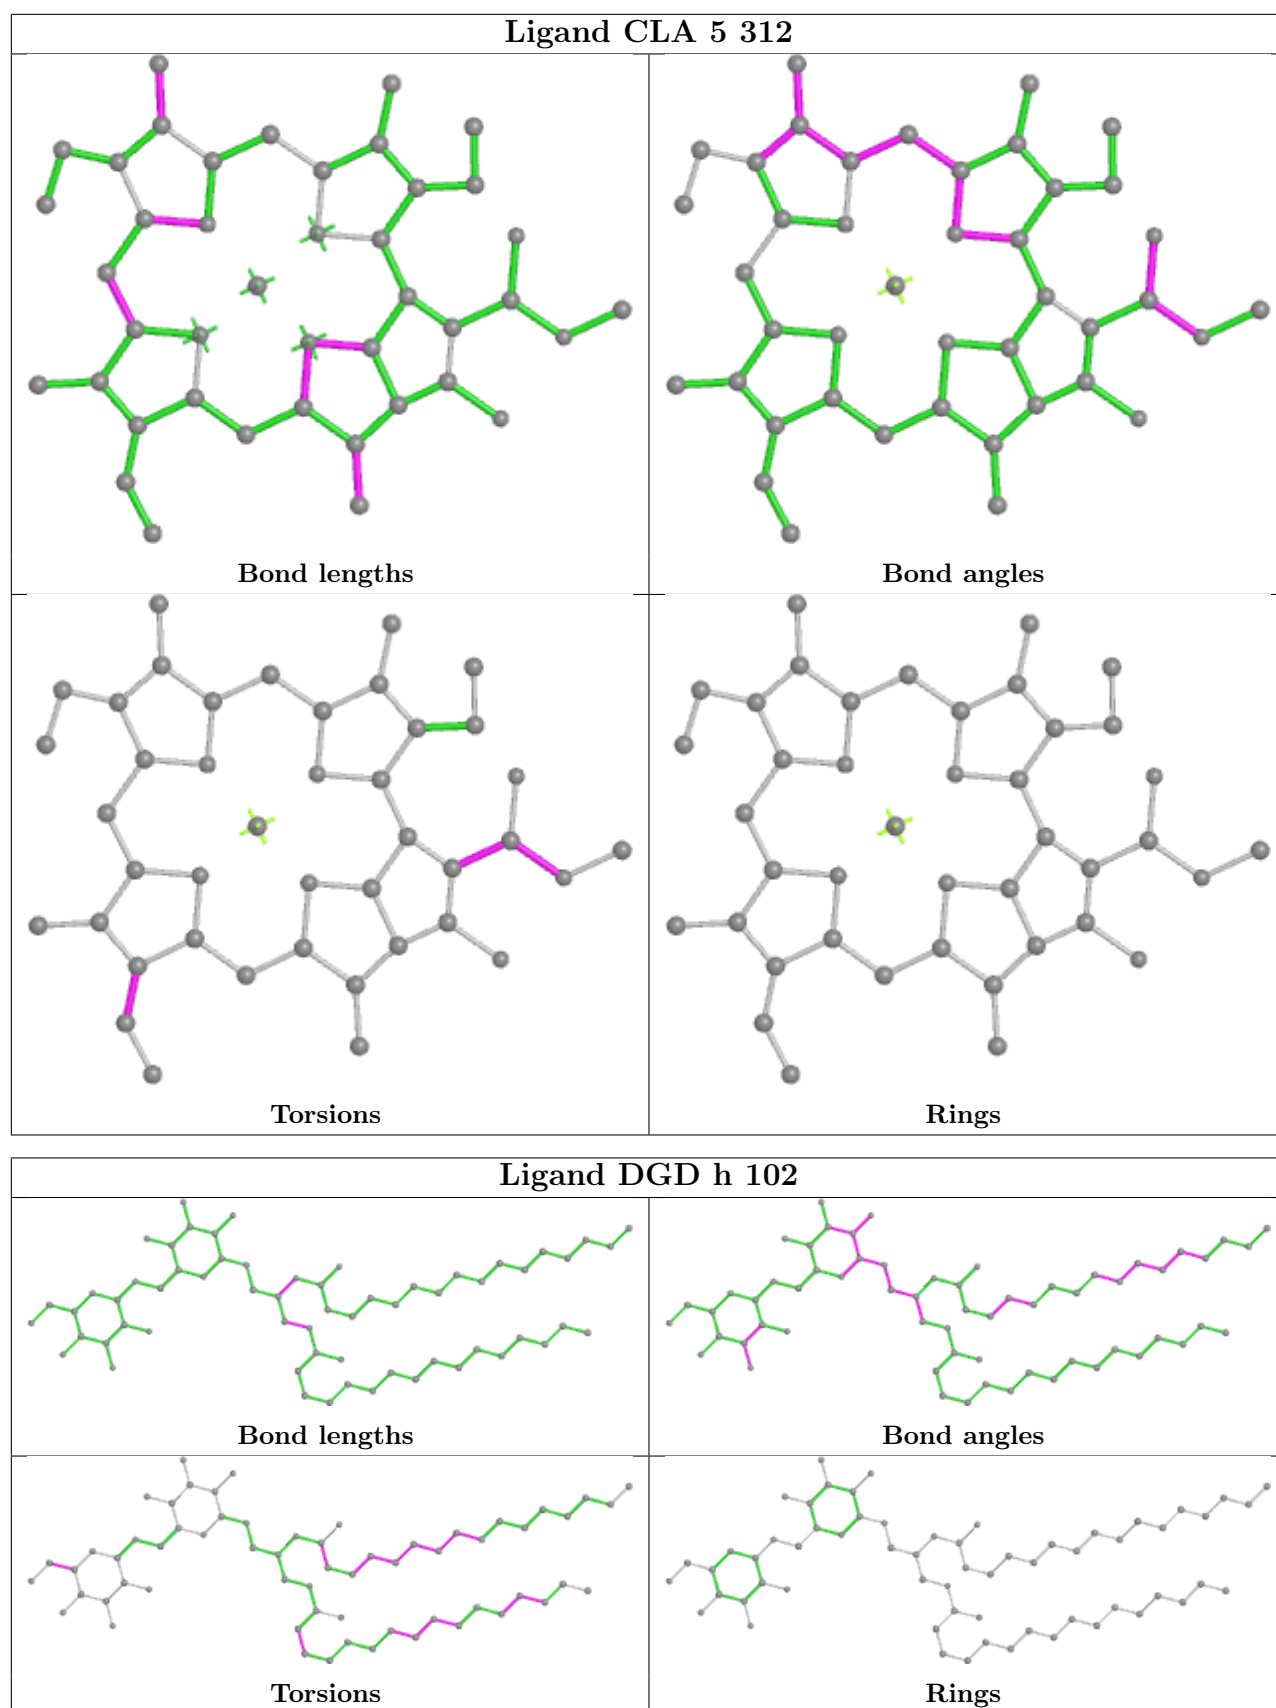 Ligand CLA 5 312
Bond lengths
Bond angles
Torsions
Rings
Ligand DGD h 102
Bond lengths
Bond angles
Torsions
Rings